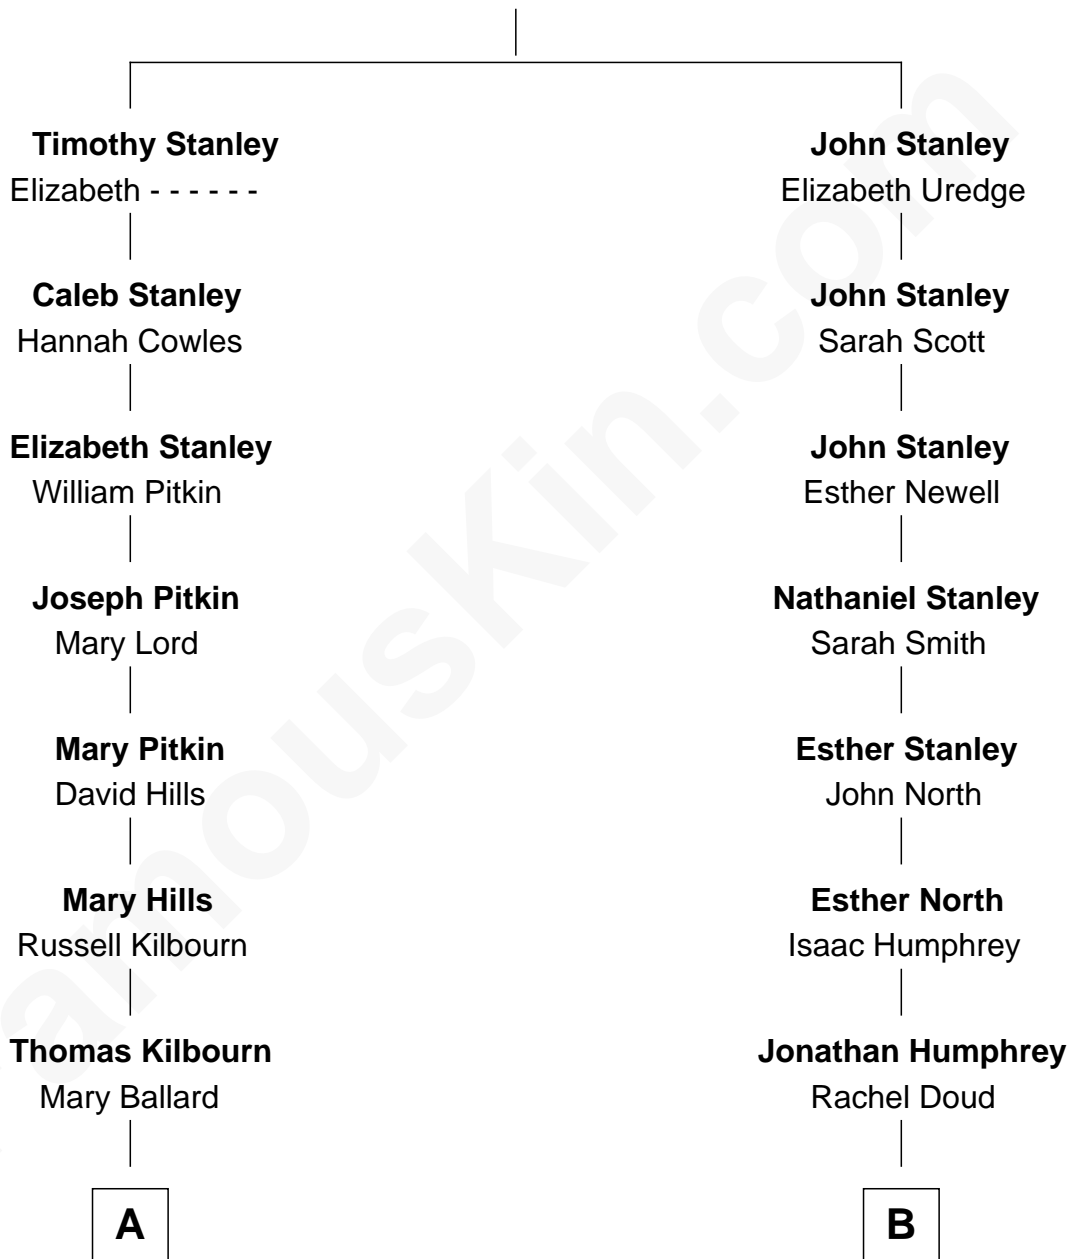 Timothy Stanley
Elizabeth - - - - - -
John Stanley
Elizabeth Uredge
Caleb Stanley
Hannah Cowles
John Stanley
Sarah Scott
Elizabeth Stanley
William Pitkin
John Stanley
Esther Newell
Joseph Pitkin
Mary Lord
Nathaniel Stanley
Sarah Smith
Mary Pitkin
David Hills
Esther Stanley
John North
Mary Hills
Russell Kilbourn
Esther North
Isaac Humphrey
Thomas Kilbourn
Mary Ballard
Jonathan Humphrey
Rachel Doud
A
B
amouskin.com